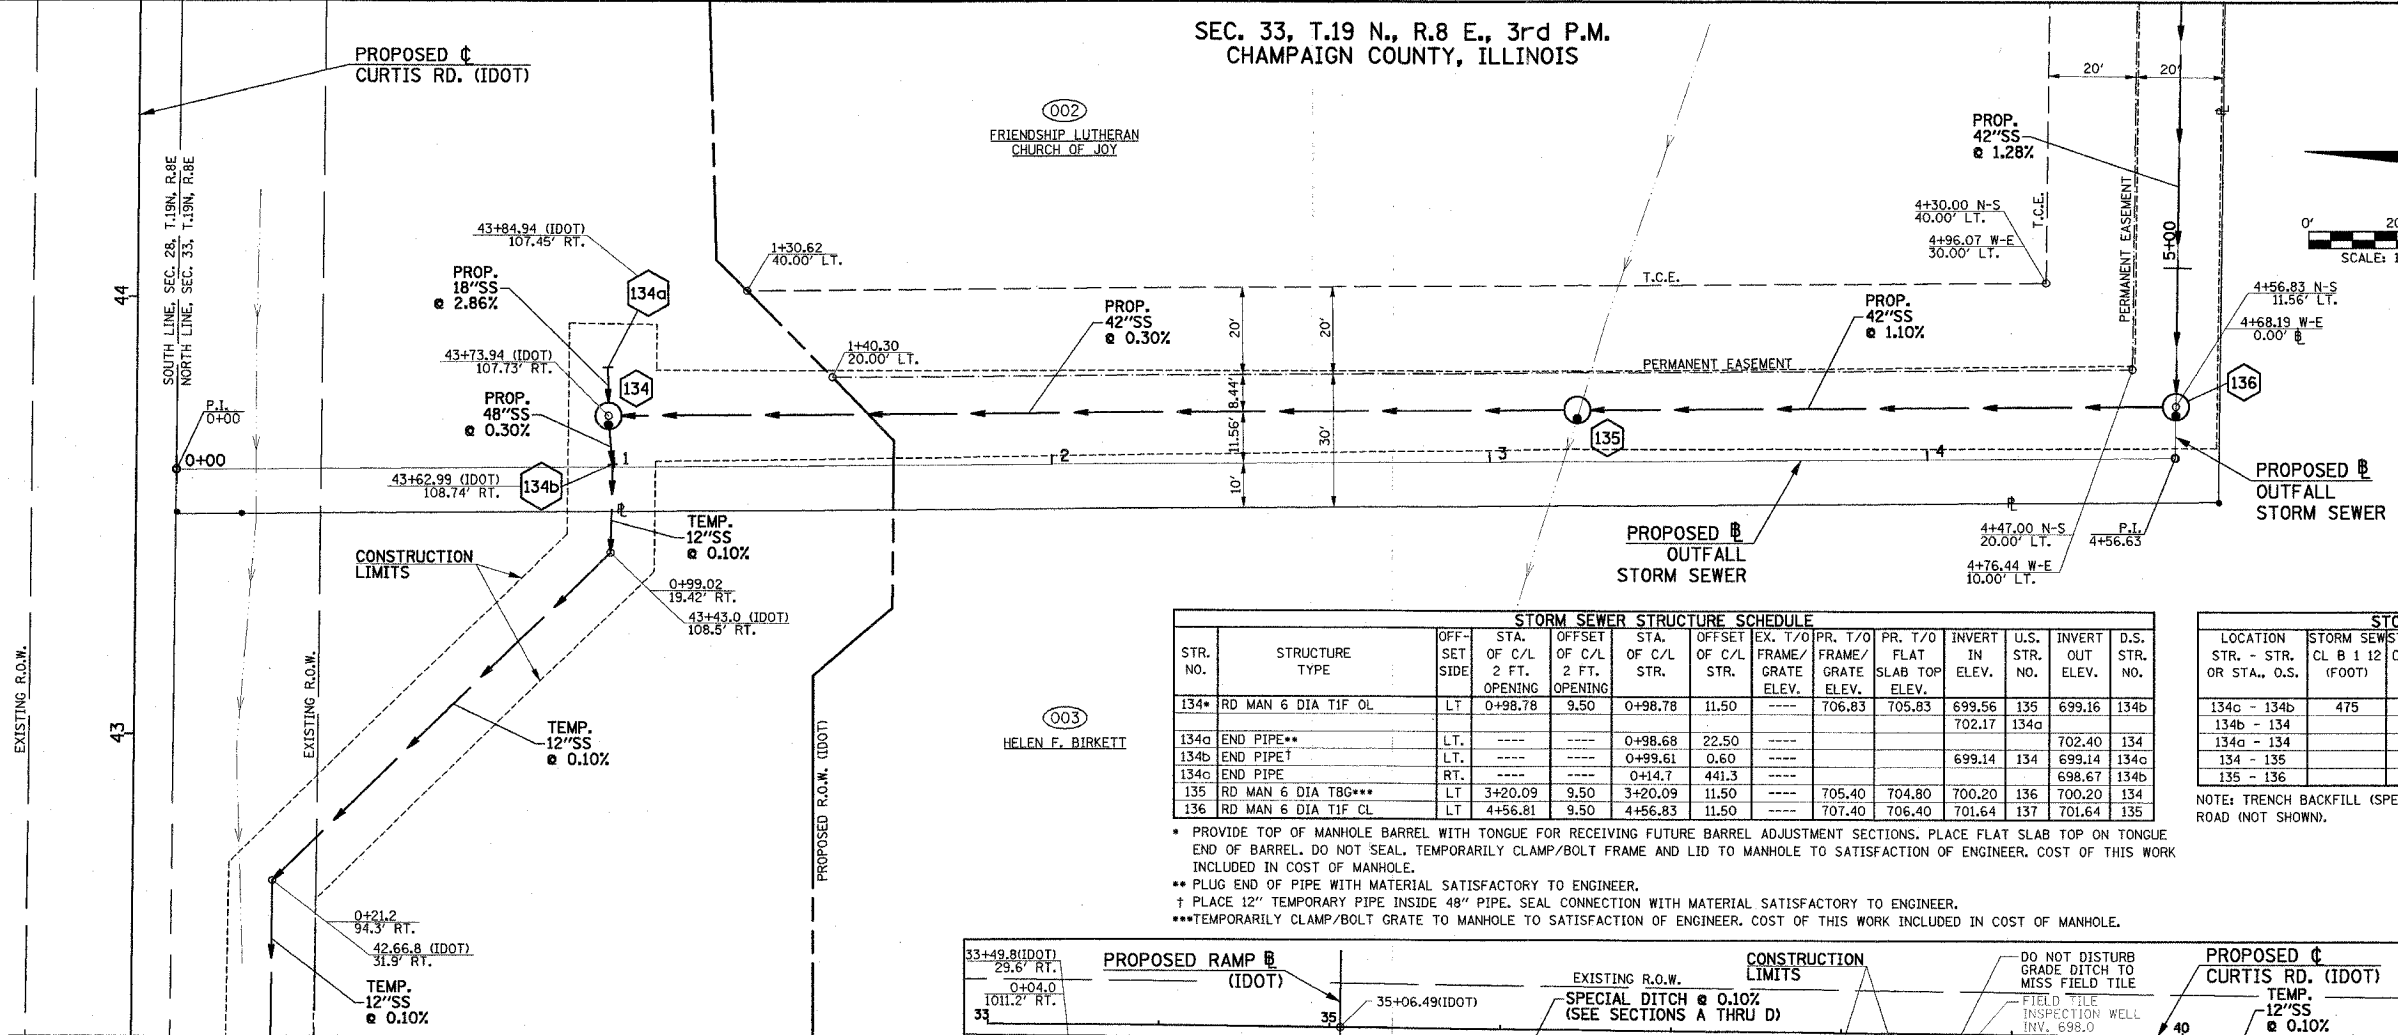 SEC. 33, T.19 N., R.8 E., 3rd P.M.
CHAMPAIGN COUNTY, ILLINOIS
PROPOSED ℄
CURTIS RD. (IDOT)
002
FRIENDSHIP LUTHERAN
CHURCH OF JOY
20'
20'
PROP.
42"SS
@ 1.28%
SOUTH LINE, SEC. 28, T.19N, R.8E
NORTH LINE, SEC. 33, T.19N, R.8E
PERMANENT EASEMENT
T.C.E.
5+00
0'
20
SCALE: 1
43+84.94 (IDOT)
107.45' RT.
134a
1+30.62
40.00' LT.
4+30.00 N-S
40.00' LT.
4+96.07 W-E
30.00' LT.
PROP.
18"SS
@ 2.86%
44
T.C.E.
PROP.
42"SS
@ 0.30%
PROP.
42"SS
@ 1.10%
4+56.83 N-S
11.56' LT.
4+68.19 W-E
0.00' BL
20'
20'
43+73.94 (IDOT)
107.73' RT.
134
1+40.30
20.00' LT.
PERMANENT EASEMENT
136
PROP.
48"SS
@ 0.30%
8.44'
11.56'
30'
10'
P.I.
0+00
0+00
135
1
2
3
4
43+62.99 (IDOT)
108.74' RT.
134b
PROPOSED BL
OUTFALL
STORM SEWER
PL
PL
PL
TEMP.
12"SS
@ 0.10%
PROPOSED BL
OUTFALL
STORM SEWER
4+47.00 N-S
20.00' LT.
4+76.44 W-E
10.00' LT.
P.I.
4+56.63
CONSTRUCTION
LIMITS
0+99.02
19.42' RT.
43+43.0 (IDOT)
108.5' RT.
EXISTING R.O.W.
EXISTING R.O.W.
43
003
HELEN F. BIRKETT
PROPOSED R.O.W. (IDOT)
TEMP.
12"SS
@ 0.10%
0+21.2
94.3' RT.
42.66.8 (IDOT)
31.9' RT.
TEMP.
12"SS
@ 0.10%
STORM SEWER STRUCTURE SCHEDULE
STR. NO. STRUCTURE TYPE OFF-SET SIDE STA. OF C/L 2 FT. OPENING OFFSET OF C/L 2 FT. OPENING STA. OF C/L STR. OFFSET OF C/L STR. EX. T/O FRAME/ GRATE ELEV. PR. T/O FRAME/ GRATE ELEV. PR. T/O FLAT SLAB TOP ELEV. INVERT IN ELEV. U.S. STR. NO. INVERT OUT ELEV. D.S. STR. NO.
134* RD MAN 6 DIA T1F OL LT 0+98.78 9.50 0+98.78 11.50 ---- 706.83 705.83 699.56 135 699.16 134b
702.17 134a
134a END PIPE** LT. ---- ---- 0+98.68 22.50 ---- 702.40 134
134b END PIPE† LT. ---- ---- 0+99.61 0.60 ---- 699.14 134 699.14 134c
134c END PIPE RT. ---- ---- 0+14.7 441.3 ---- 698.67 134b
135 RD MAN 6 DIA T8G*** LT 3+20.09 9.50 3+20.09 11.50 ---- 705.40 704.80 700.20 136 700.20 134
136 RD MAN 6 DIA T1F CL LT 4+56.81 9.50 4+56.83 11.50 ---- 707.40 706.40 701.64 137 701.64 135
* PROVIDE TOP OF MANHOLE BARREL WITH TONGUE FOR RECEIVING FUTURE BARREL ADJUSTMENT SECTIONS. PLACE FLAT SLAB TOP ON TONGUE
END OF BARREL. DO NOT SEAL. TEMPORARILY CLAMP/BOLT FRAME AND LID TO MANHOLE TO SATISFACTION OF ENGINEER. COST OF THIS WORK
INCLUDED IN COST OF MANHOLE.
** PLUG END OF PIPE WITH MATERIAL SATISFACTORY TO ENGINEER.
† PLACE 12" TEMPORARY PIPE INSIDE 48" PIPE. SEAL CONNECTION WITH MATERIAL SATISFACTORY TO ENGINEER.
***TEMPORARILY CLAMP/BOLT GRATE TO MANHOLE TO SATISFACTION OF ENGINEER. COST OF THIS WORK INCLUDED IN COST OF MANHOLE.
STO
LOCATION STR. - STR. OR STA., O.S. STORM SEW CL B 1 12 (FOOT)
134c - 134b 475
134b - 134
134a - 134
134 - 135
135 - 136
NOTE: TRENCH BACKFILL (SPE
ROAD (NOT SHOWN).
33+49.8(IDOT)
29.6' RT.
0+04.0
1011.2' RT.
33
PROPOSED RAMP BL
(IDOT)
35
35+06.49(IDOT)
EXISTING R.O.W.
SPECIAL DITCH @ 0.10%
(SEE SECTIONS A THRU D)
CONSTRUCTION
LIMITS
DO NOT DISTURB
GRADE DITCH TO
MISS FIELD TILE
FIELD TILE
INSPECTION WELL
INV. 698.0
PROPOSED ℄
CURTIS RD. (IDOT)
40
TEMP.
12"SS
@ 0.10%